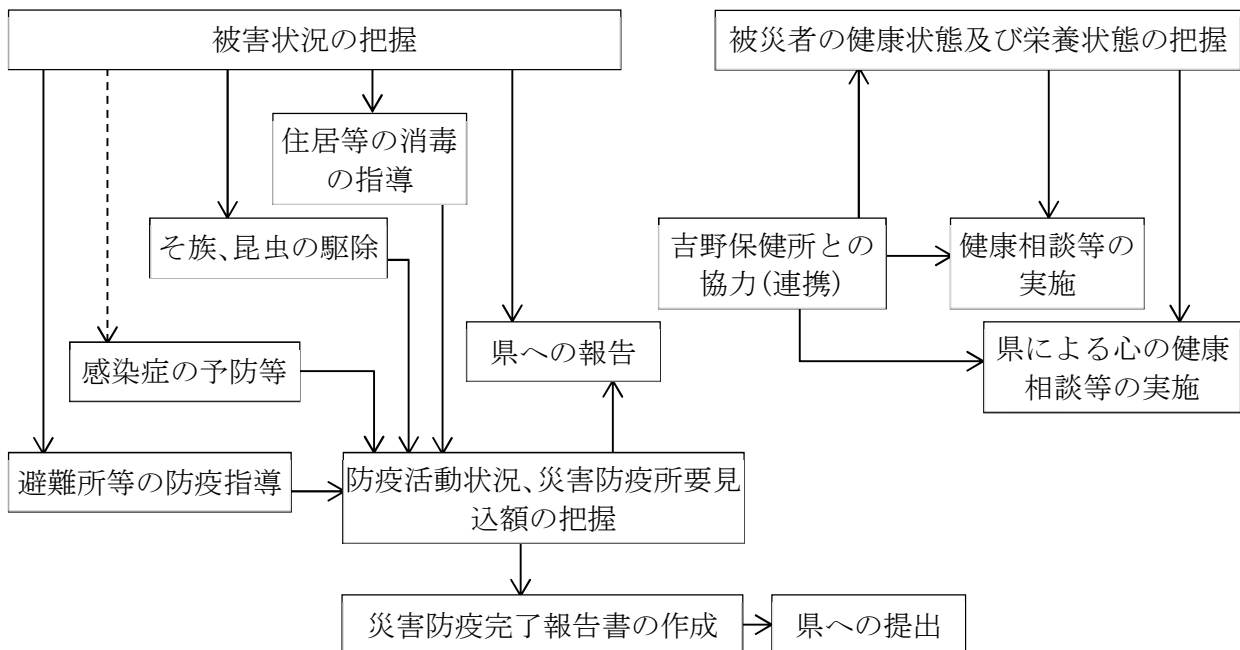 被害状況の把握
被災者の健康状態及び栄養状態の把握
住居等の消毒
の指導
そ族、昆虫の駆除
吉野保健所との
協力(連携)
健康相談等の
実施
感染症の予防等
県への報告
県による心の健康
相談等の実施
避難所等の防疫指導
防疫活動状況、災害防疫所要見
込額の把握
災害防疫完了報告書の作成
県への提出